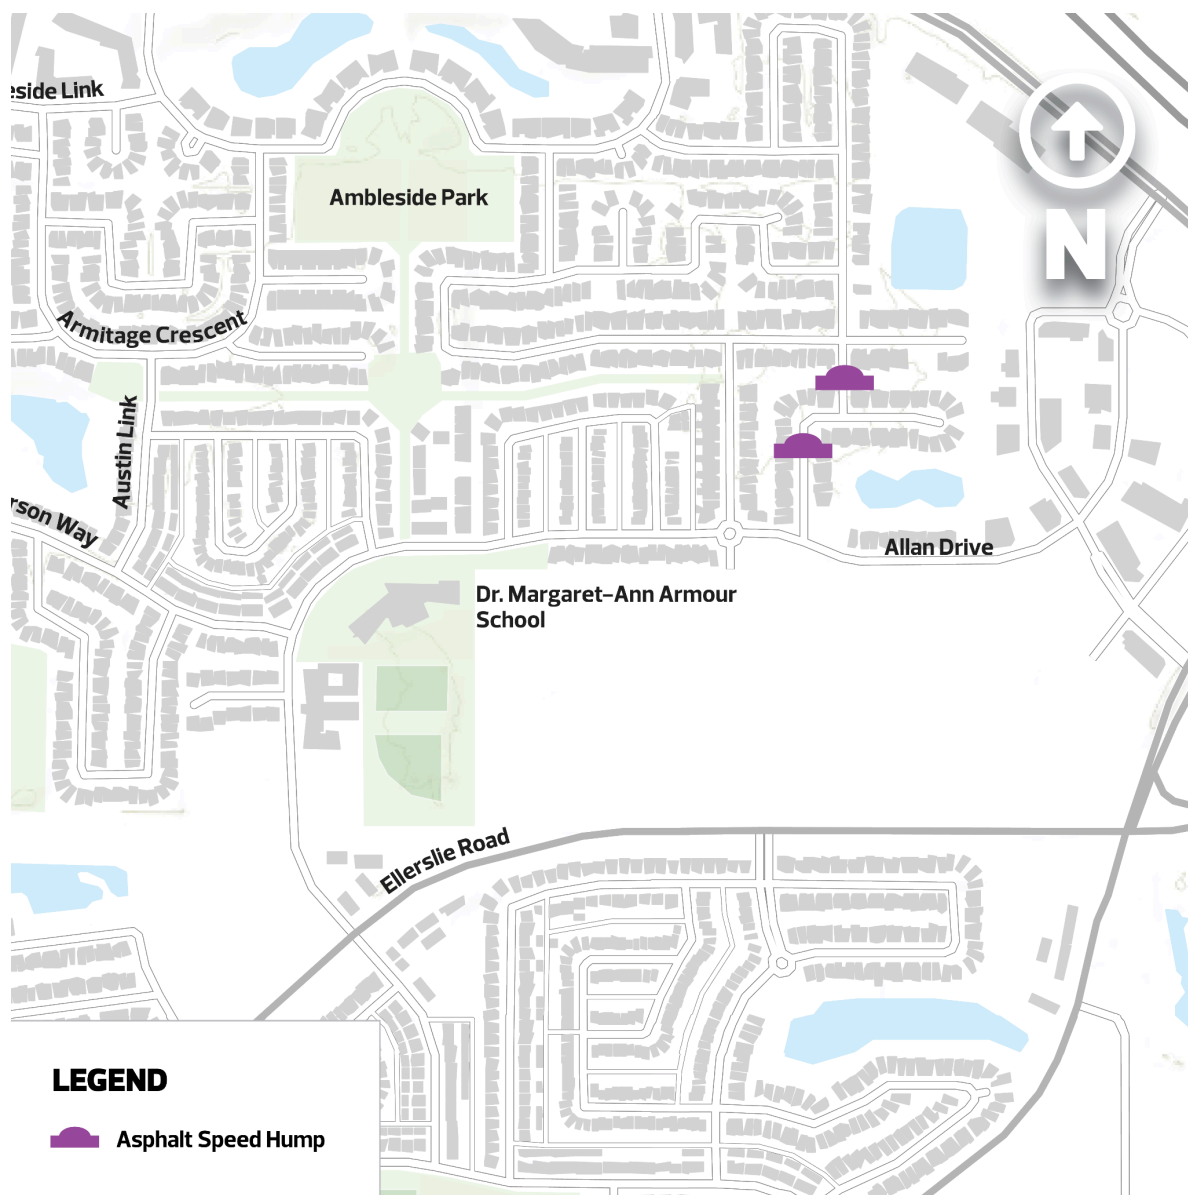 eside Link
N
Ambleside Park
Armitage Crescent
Austin Link
rson Way
Allan Drive
Dr. Margaret-Ann Armour
School
Ellerslie Road
LEGEND
Asphalt Speed Hump